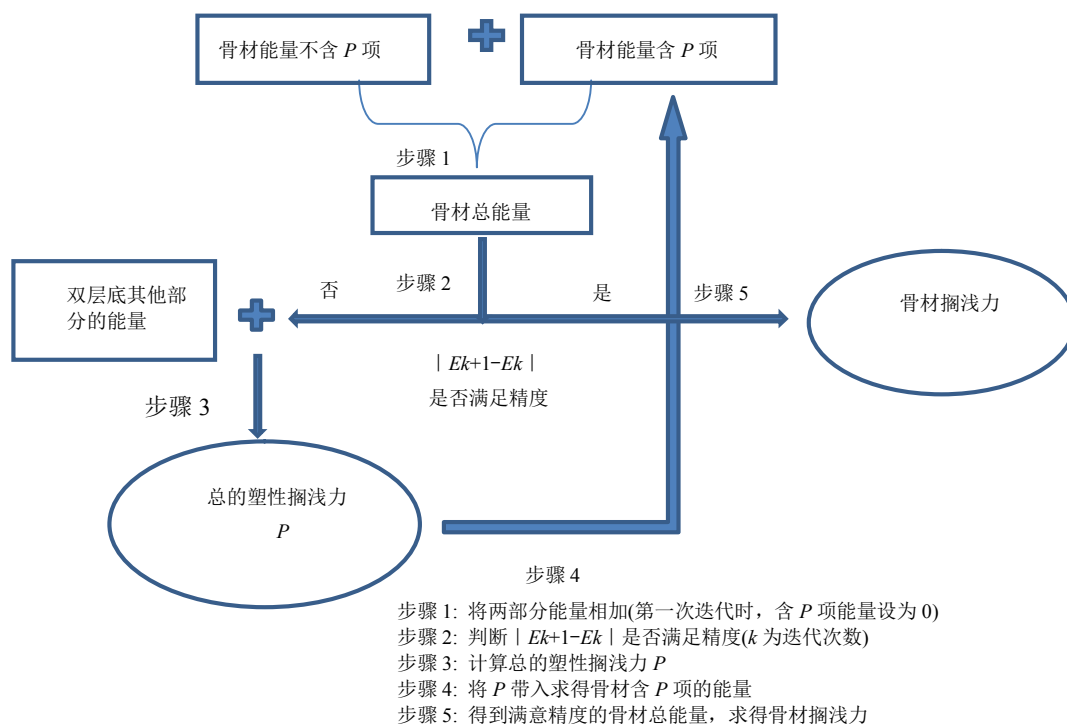 骨材能量不含 P 项
骨材能量含 P 项
步骤 1
骨材总能量
双层底其他部
分的能量
否
步骤 2
是
步骤 5
骨材搁浅力
| Ek+1−Ek |
是否满足精度
步骤 3
总的塑性搁浅力
P
步骤 4
步骤 1: 将两部分能量相加(第一次迭代时，含 P 项能量设为 0)
步骤 2: 判断 | Ek+1−Ek | 是否满足精度(k 为迭代次数)
步骤 3: 计算总的塑性搁浅力 P
步骤 4: 将 P 带入求得骨材含 P 项的能量
步骤 5: 得到满意精度的骨材总能量，求得骨材搁浅力